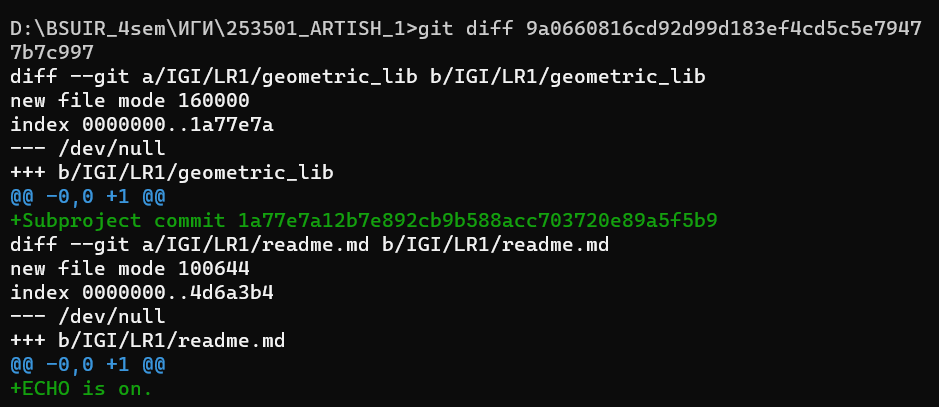 D:\BSUIR_4sem\ИГИ\253501_ARTISH_1>git diff 9a0660816cd92d99d183ef4cd5c5e7947
7b7c997
diff --git a/IGI/LR1/geometric_lib b/IGI/LR1/geometric_lib
new file mode 160000
index 0000000..1a77e7a
--- /dev/null
+++ b/IGI/LR1/geometric_lib
@@ -0,0 +1 @@
+Subproject commit 1a77e7a12b7e892cb9b588acc703720e89a5f5b9
diff --git a/IGI/LR1/readme.md b/IGI/LR1/readme.md
new file mode 100644
index 0000000..4d6a3b4
--- /dev/null
+++ b/IGI/LR1/readme.md
@@ -0,0 +1 @@
+ECHO is on.